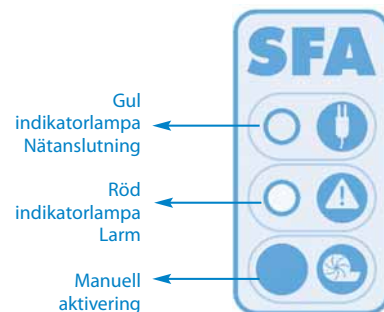 SFA
Gul
indikatorlampa
Nätanslutning
Röd
indikatorlampa
Larm
Manuell
aktivering